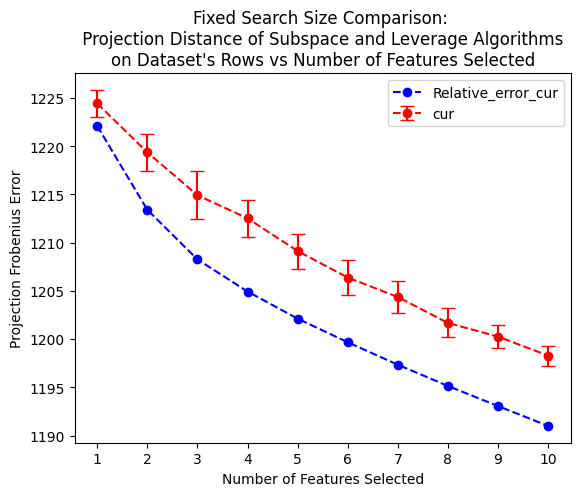 Fixed Search Size Comparison:
Projection Distance of Subspace and Leverage Algorithms
on Dataset's Rows vs Number of Features Selected
Relative_error_cur
cur
Projection Frobenius Error
1225
1220
1215
1210
1205
1200
1195
1190
1 2 3 4 5 6 7 8 9 10
Number of Features Selected